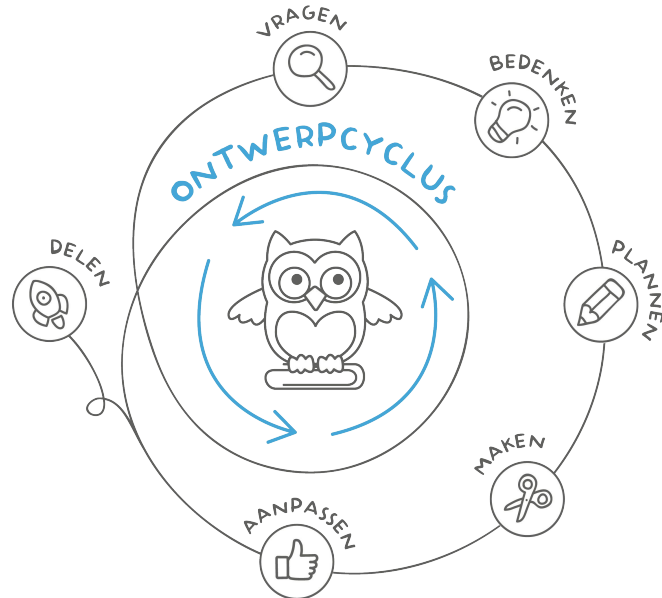 VRAGEN
BEDENKEN
ONTWERPCYCLUS
PLANNEN
DELEN
MAKEN
AANPASSEN